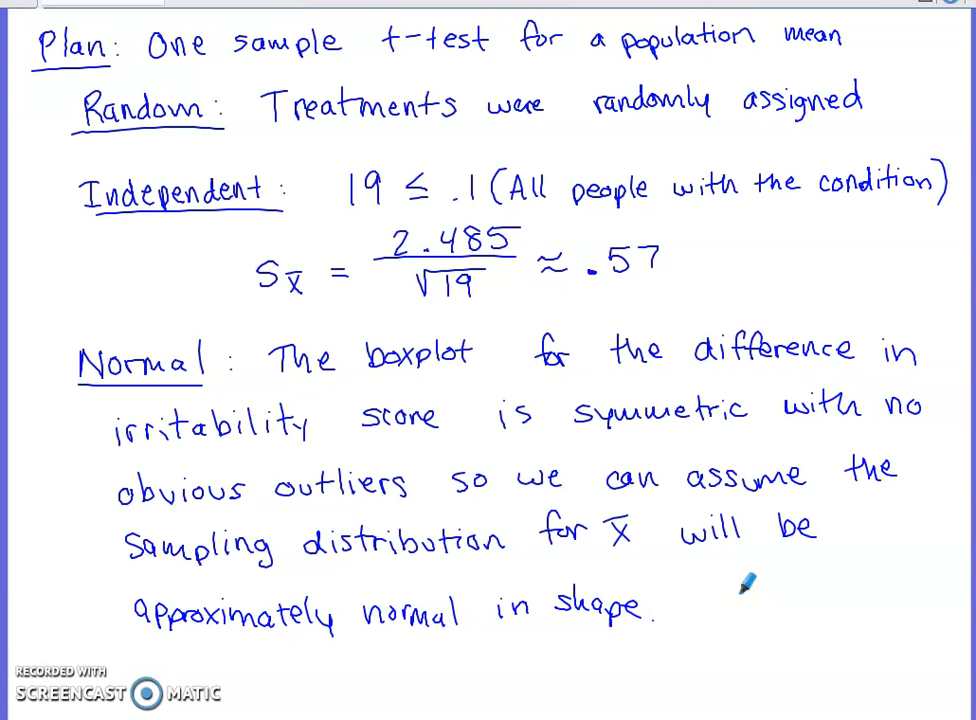 Plan: One sample t-test for a population mean
Random: Treatments were randomly assigned
Independent: 19 ≤ .1 (All people with the condition)
S_x̄ = 2.485 / √19 ≈ .57
Normal: The boxplot for the difference in
irritability score is symmetric with no
obvious outliers so we can assume the
sampling distribution for x̄ will be
approximately normal in shape.
RECORDED WITH
SCREENCAST MATIC